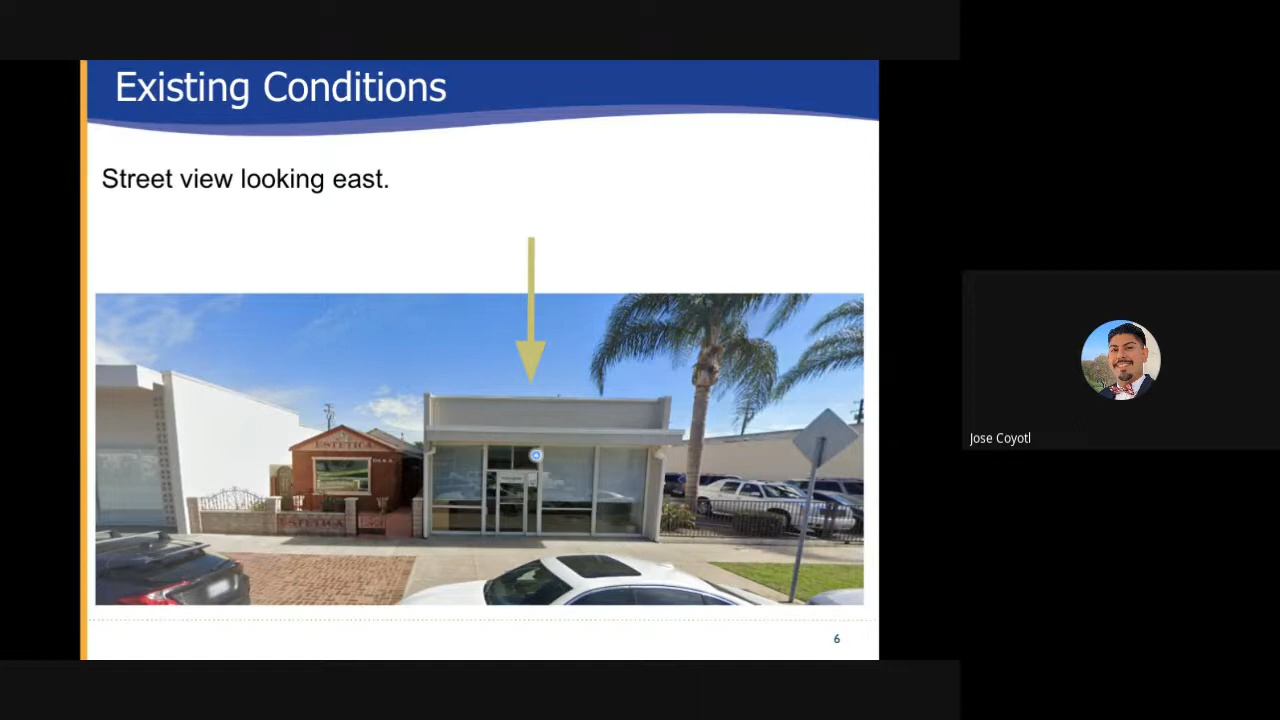 Existing Conditions
Street view looking east.
ESTETICA
ESTETICA
6
Jose Coyotl